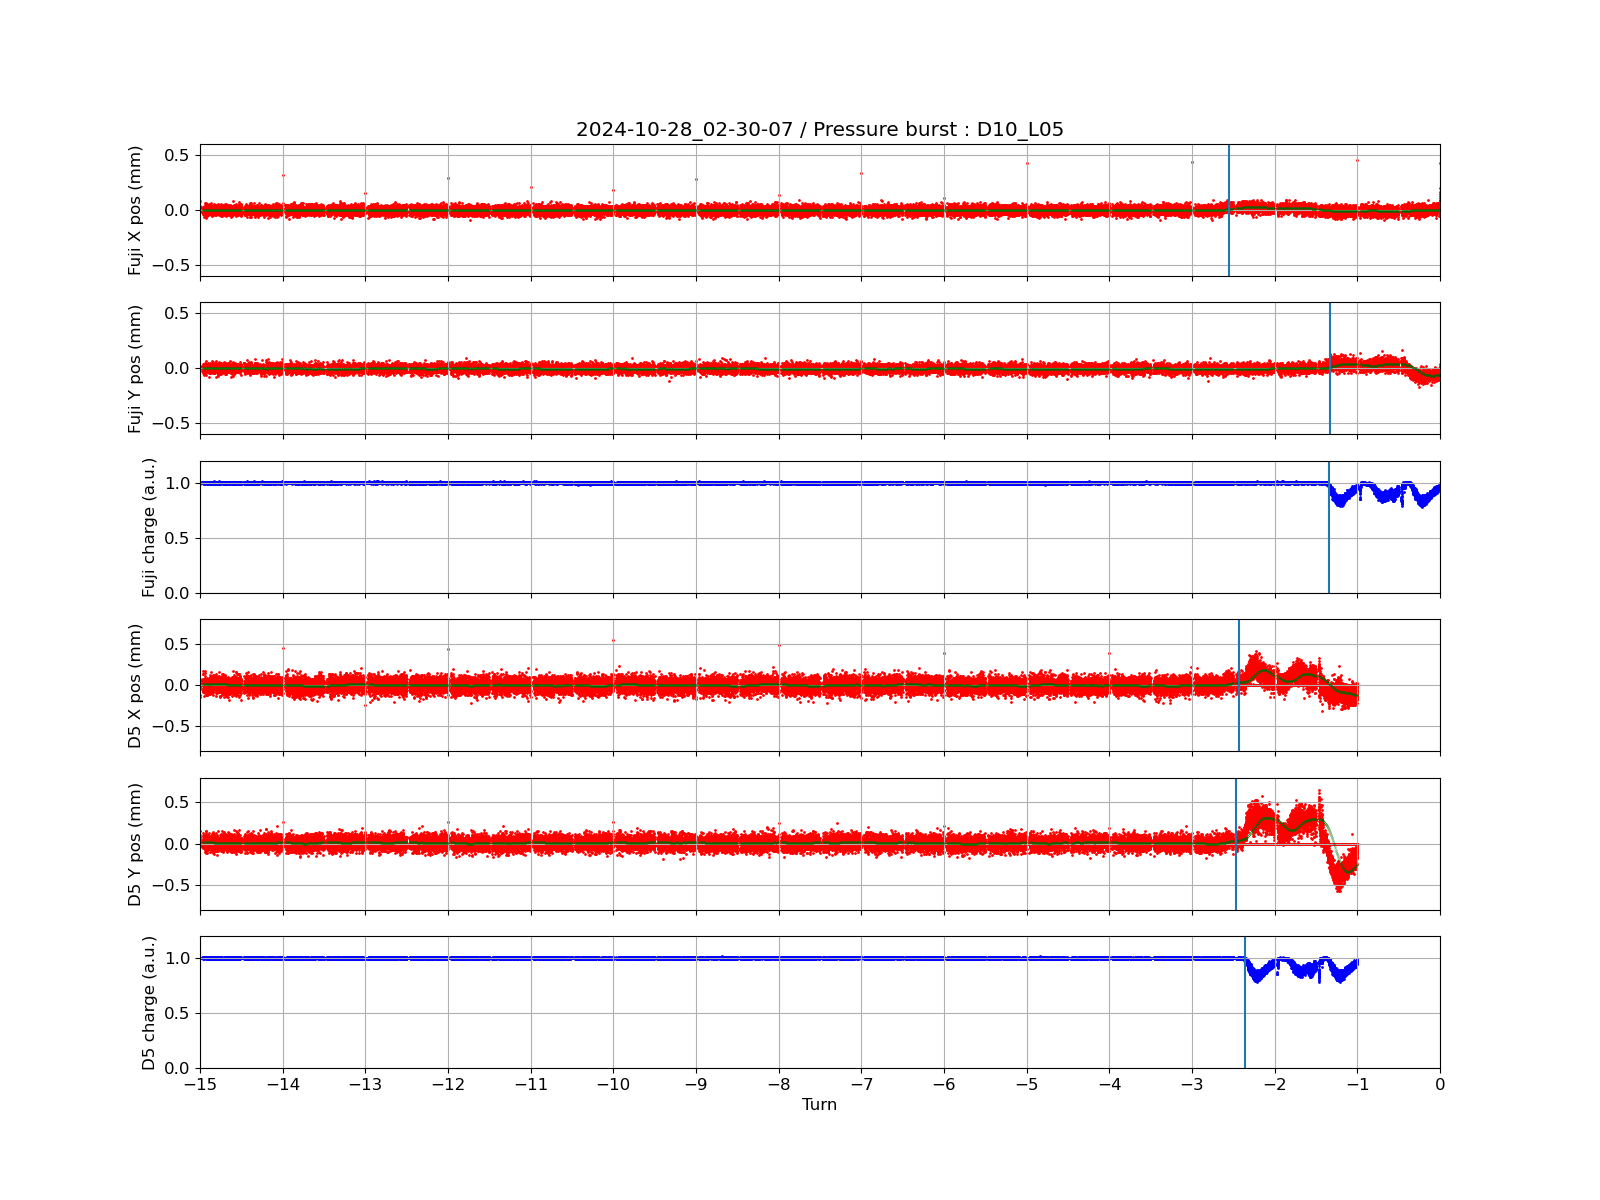 2024-10-28_02-30-07 / Pressure burst : D10_L05
Fuji X pos (mm)
0.5
0.0
−0.5
Fuji Y pos (mm)
0.5
0.0
−0.5
Fuji charge (a.u.)
1.0
0.5
0.0
D5 X pos (mm)
0.5
0.0
−0.5
D5 Y pos (mm)
0.5
0.0
−0.5
D5 charge (a.u.)
1.0
0.5
0.0
−15 −14 −13 −12 −11 −10 −9 −8 −7 −6 −5 −4 −3 −2 −1 0
Turn